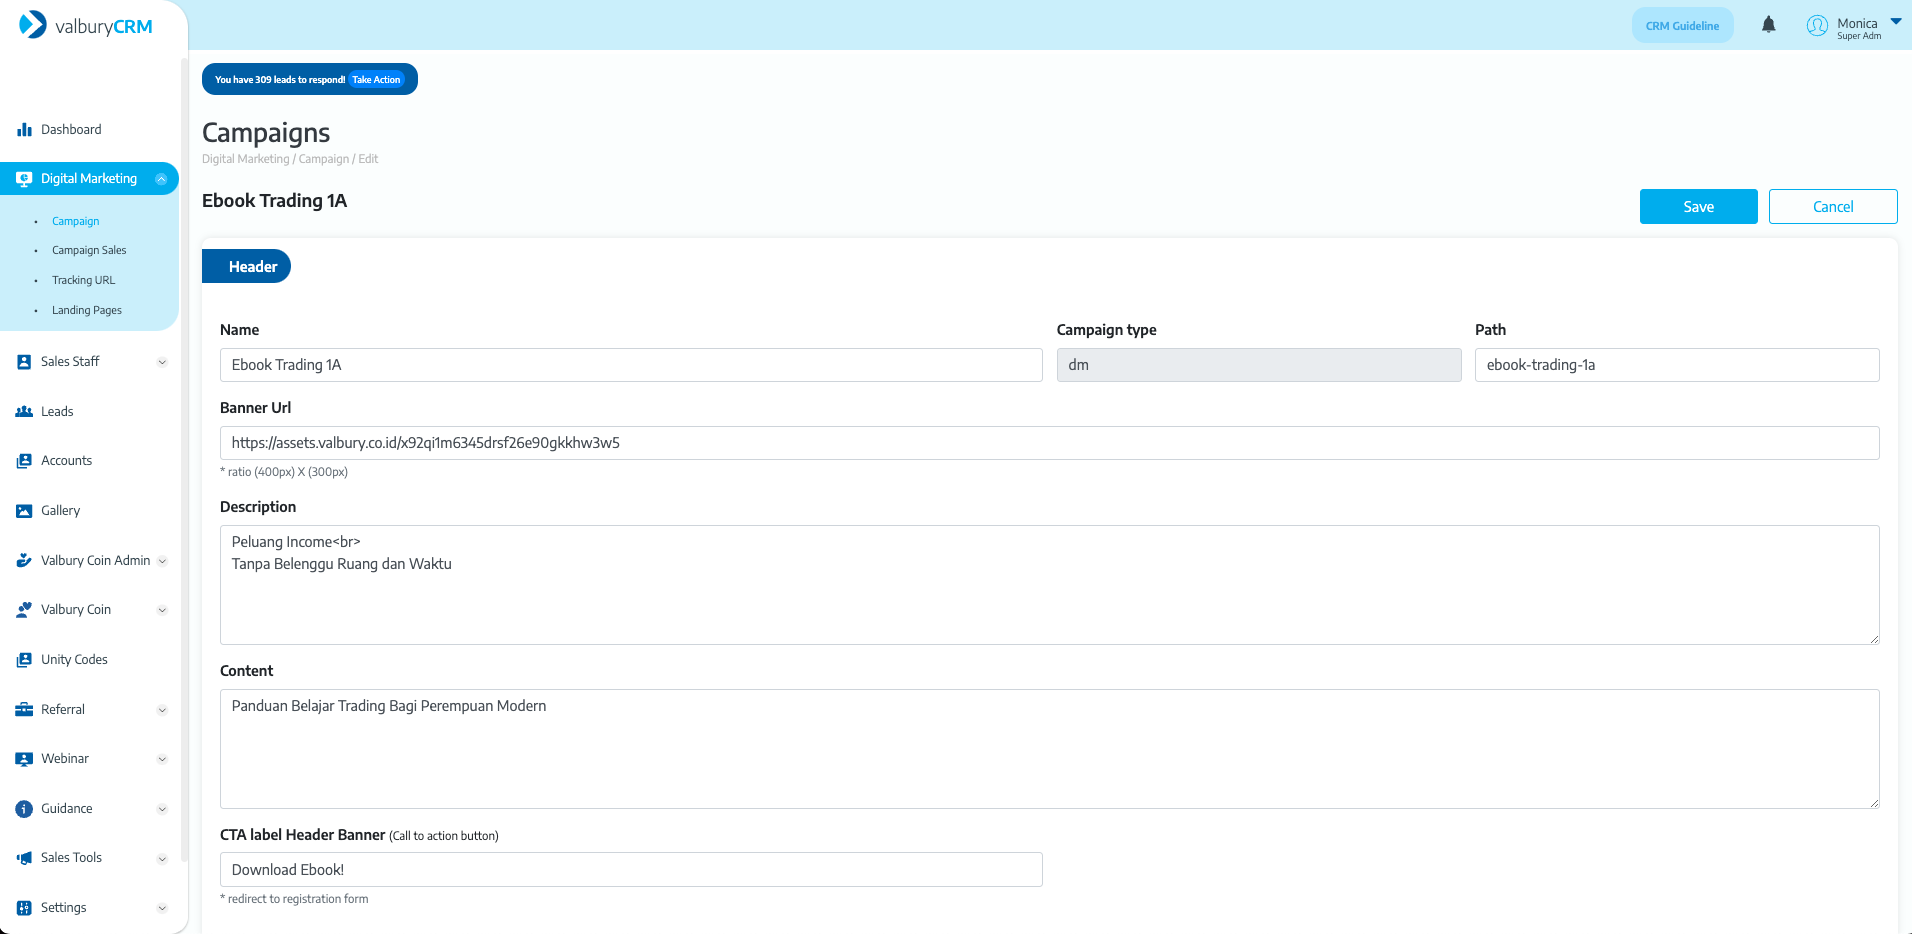 valburyCRM
CRM Guideline
Monica
Super Adm
You have 309 leads to respond! Take Action
Dashboard
Digital Marketing
Campaign
Campaign Sales
Tracking URL
Landing Pages
Sales Staff
Leads
Accounts
Gallery
Valbury Coin Admin
Valbury Coin
Unity Codes
Referral
Webinar
Guidance
Sales Tools
Settings
Campaigns
Digital Marketing / Campaign / Edit
Ebook Trading 1A
Save
Cancel
Header
Name
Campaign type
Path
Ebook Trading 1A
dm
ebook-trading-1a
Banner Url
https://assets.valbury.co.id/x92qi1m6345drsf26e90gkkhw3w5
* ratio (400px) X (300px)
Description
Peluang Income<br>
Tanpa Belenggu Ruang dan Waktu
Content
Panduan Belajar Trading Bagi Perempuan Modern
CTA label Header Banner (Call to action button)
Download Ebook!
* redirect to registration form